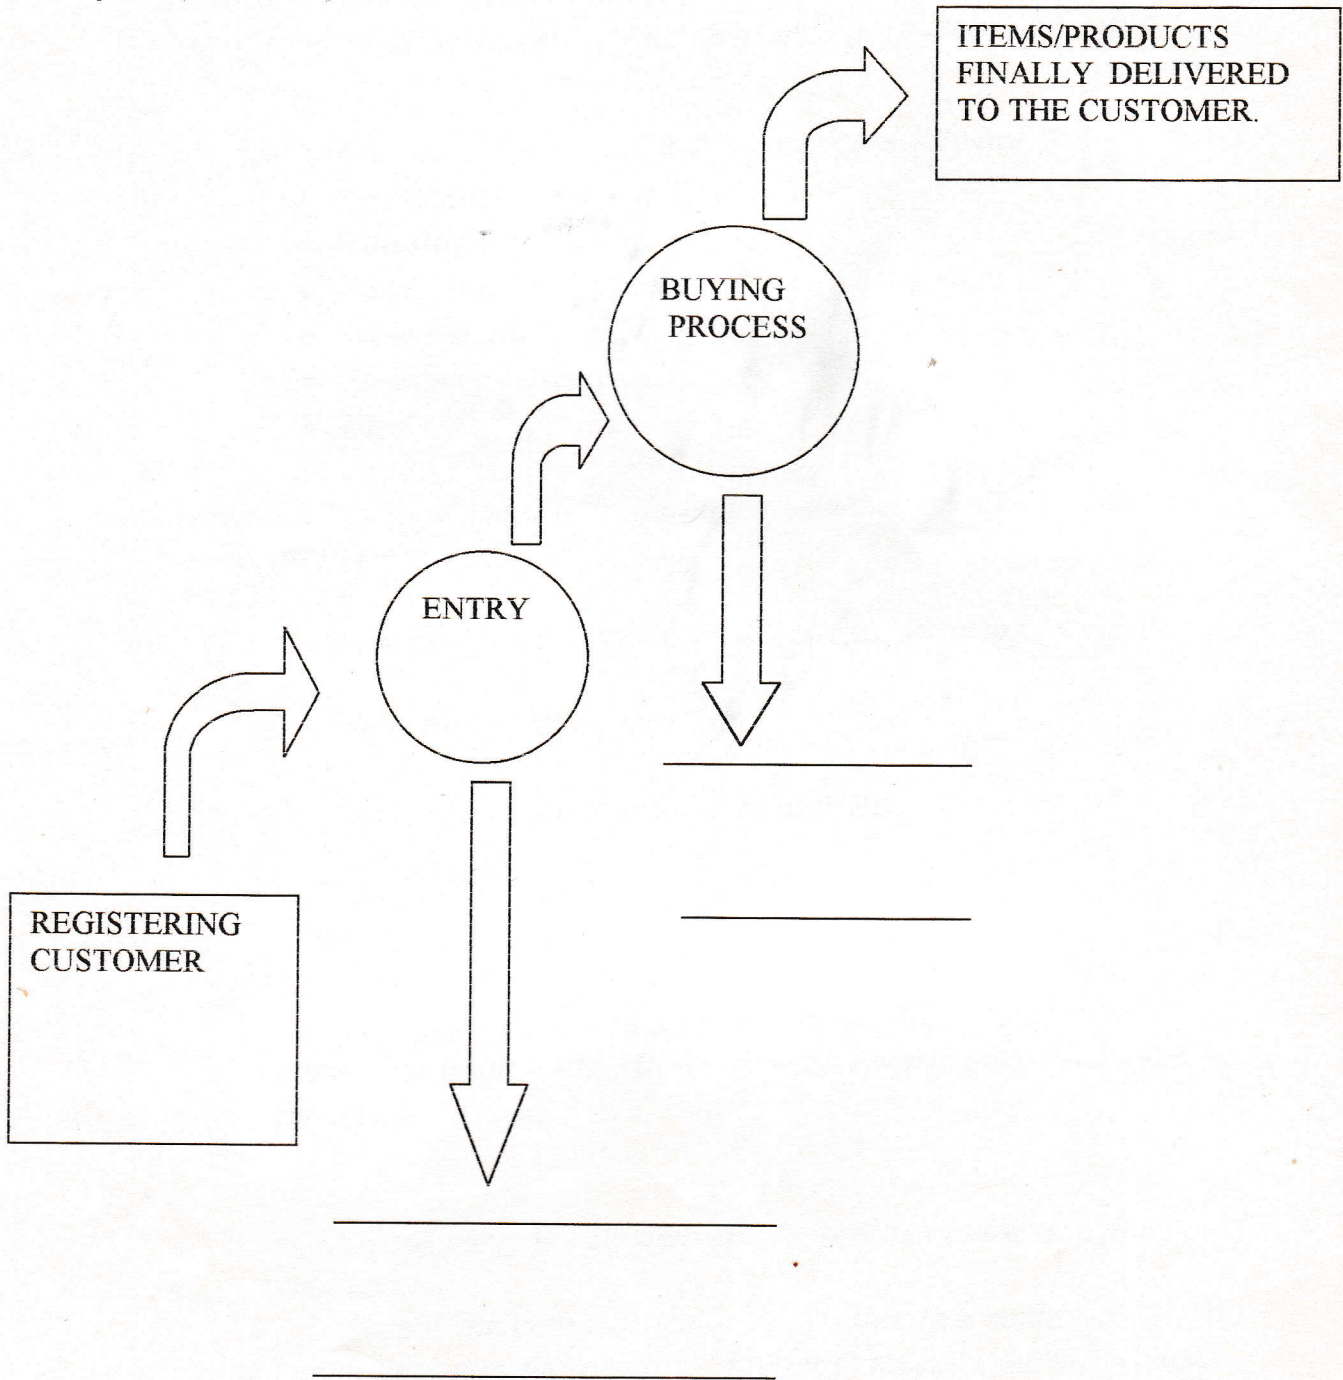 ITEMS/PRODUCTS
FINALLY DELIVERED
TO THE CUSTOMER.
BUYING
PROCESS
ENTRY
REGISTERING
CUSTOMER